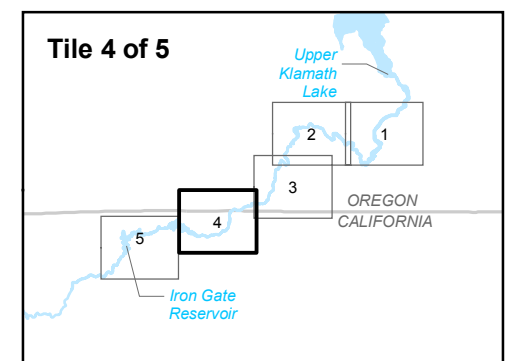 Tile 4 of 5
Upper
Klamath
Lake
2
1
3
OREGON
4
CALIFORNIA
5
Iron Gate
Reservoir